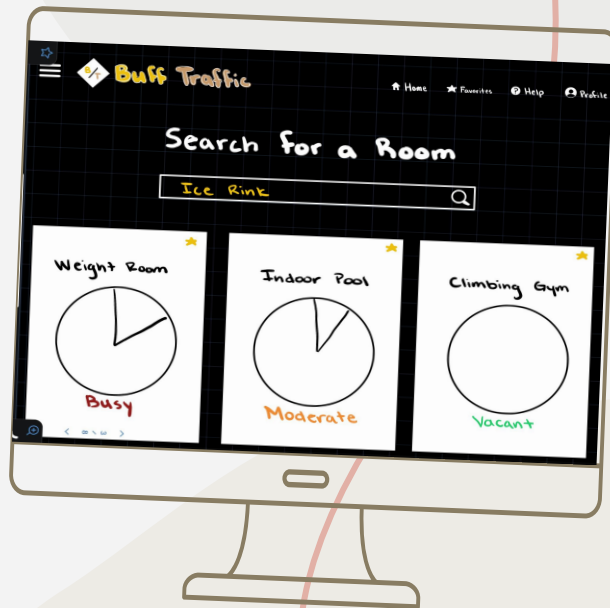 B/T Buff Traffic
Home Favorites Help Profile
Search for a Room
Ice Rink
Weight Room
Busy
Indoor Pool
Moderate
Climbing Gym
Vacant